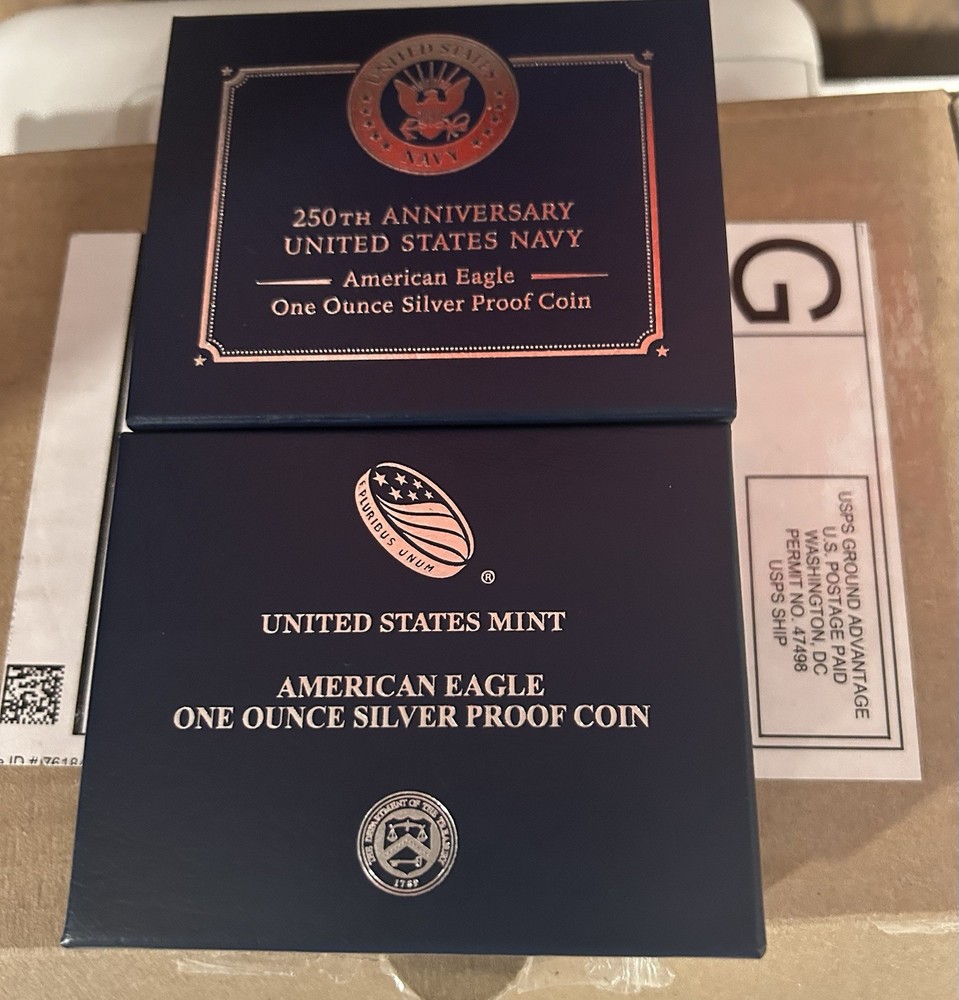 UNITED STATES
NAVY
250TH ANNIVERSARY
UNITED STATES NAVY
American Eagle
One Ounce Silver Proof Coin
E PLURIBUS UNUM
®
UNITED STATES MINT
AMERICAN EAGLE
ONE OUNCE SILVER PROOF COIN
THE DEPARTMENT OF THE TREASURY
1789
G
USPS GROUND ADVANTAGE
U.S. POSTAGE PAID
WASHINGTON, DC
PERMIT NO. 47498
USPS SHIP